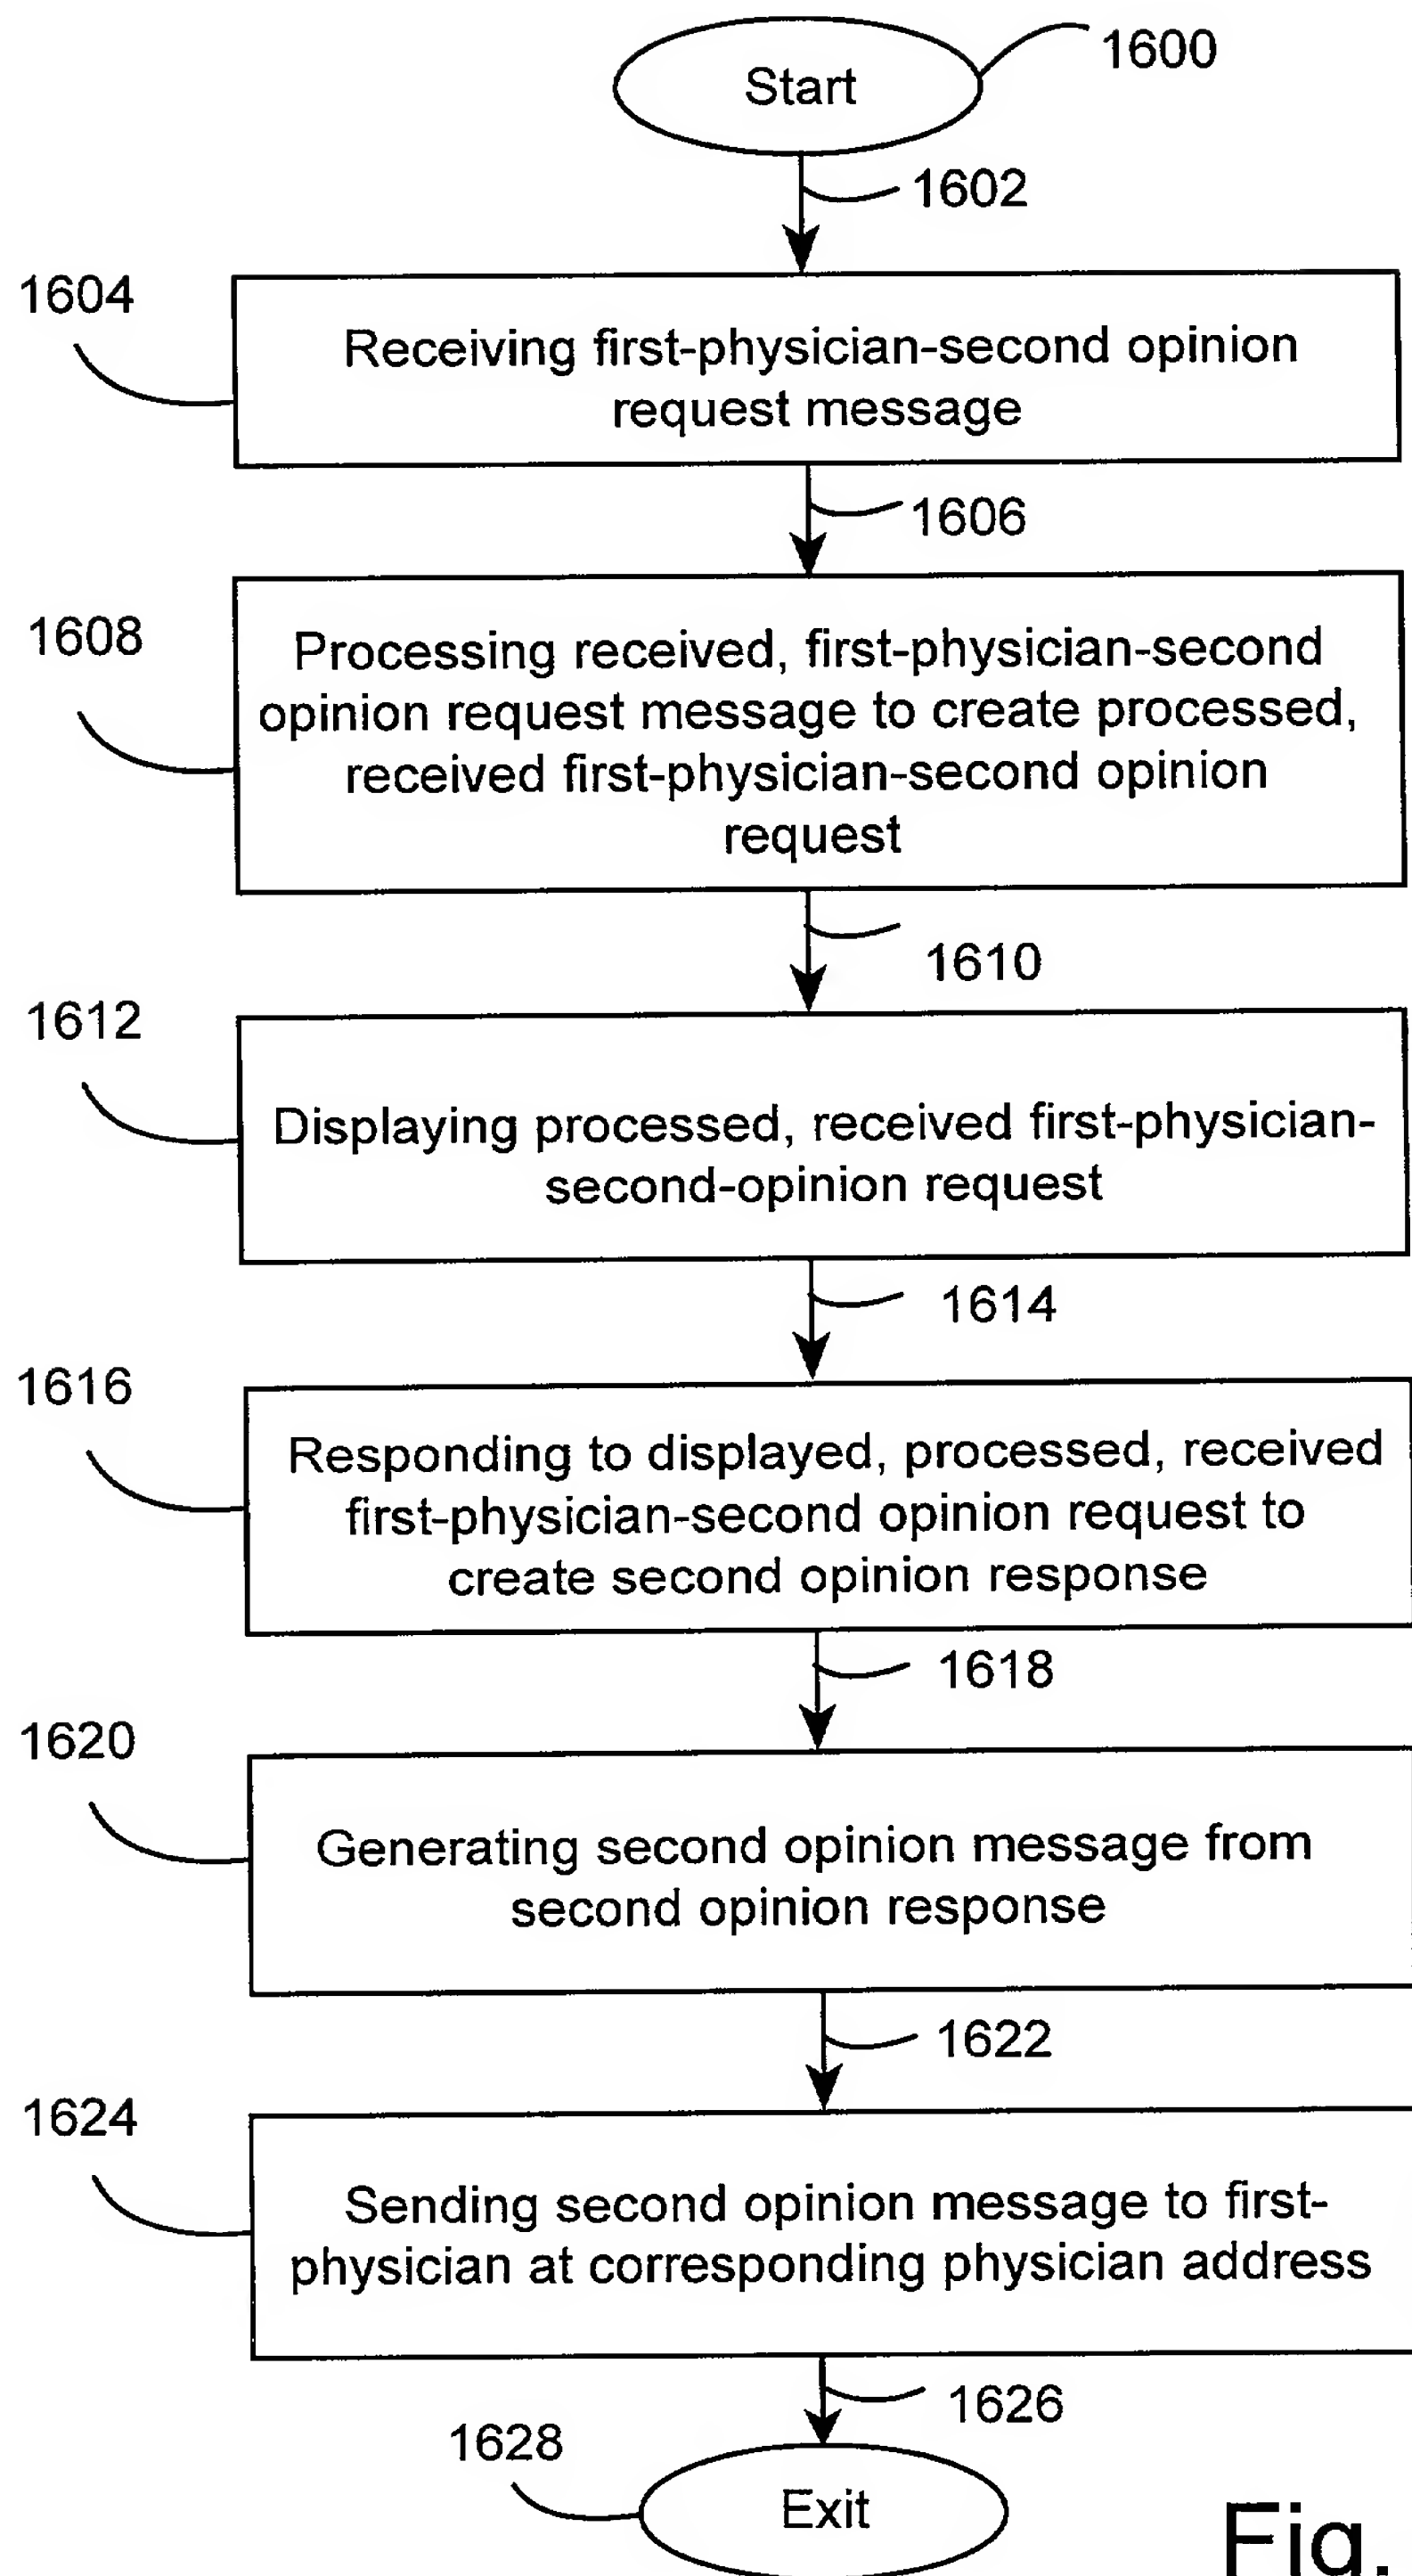 Start
1600
1602
1604
Receiving first-physician-second opinion
request message
1606
1608
Processing received, first-physician-second
opinion request message to create processed,
received first-physician-second opinion
request
1610
1612
Displaying processed, received first-physician-
second-opinion request
1614
1616
Responding to displayed, processed, received
first-physician-second opinion request to
create second opinion response
1618
1620
Generating second opinion message from
second opinion response
1622
1624
Sending second opinion message to first-
physician at corresponding physician address
1626
1628
Exit
Fig.